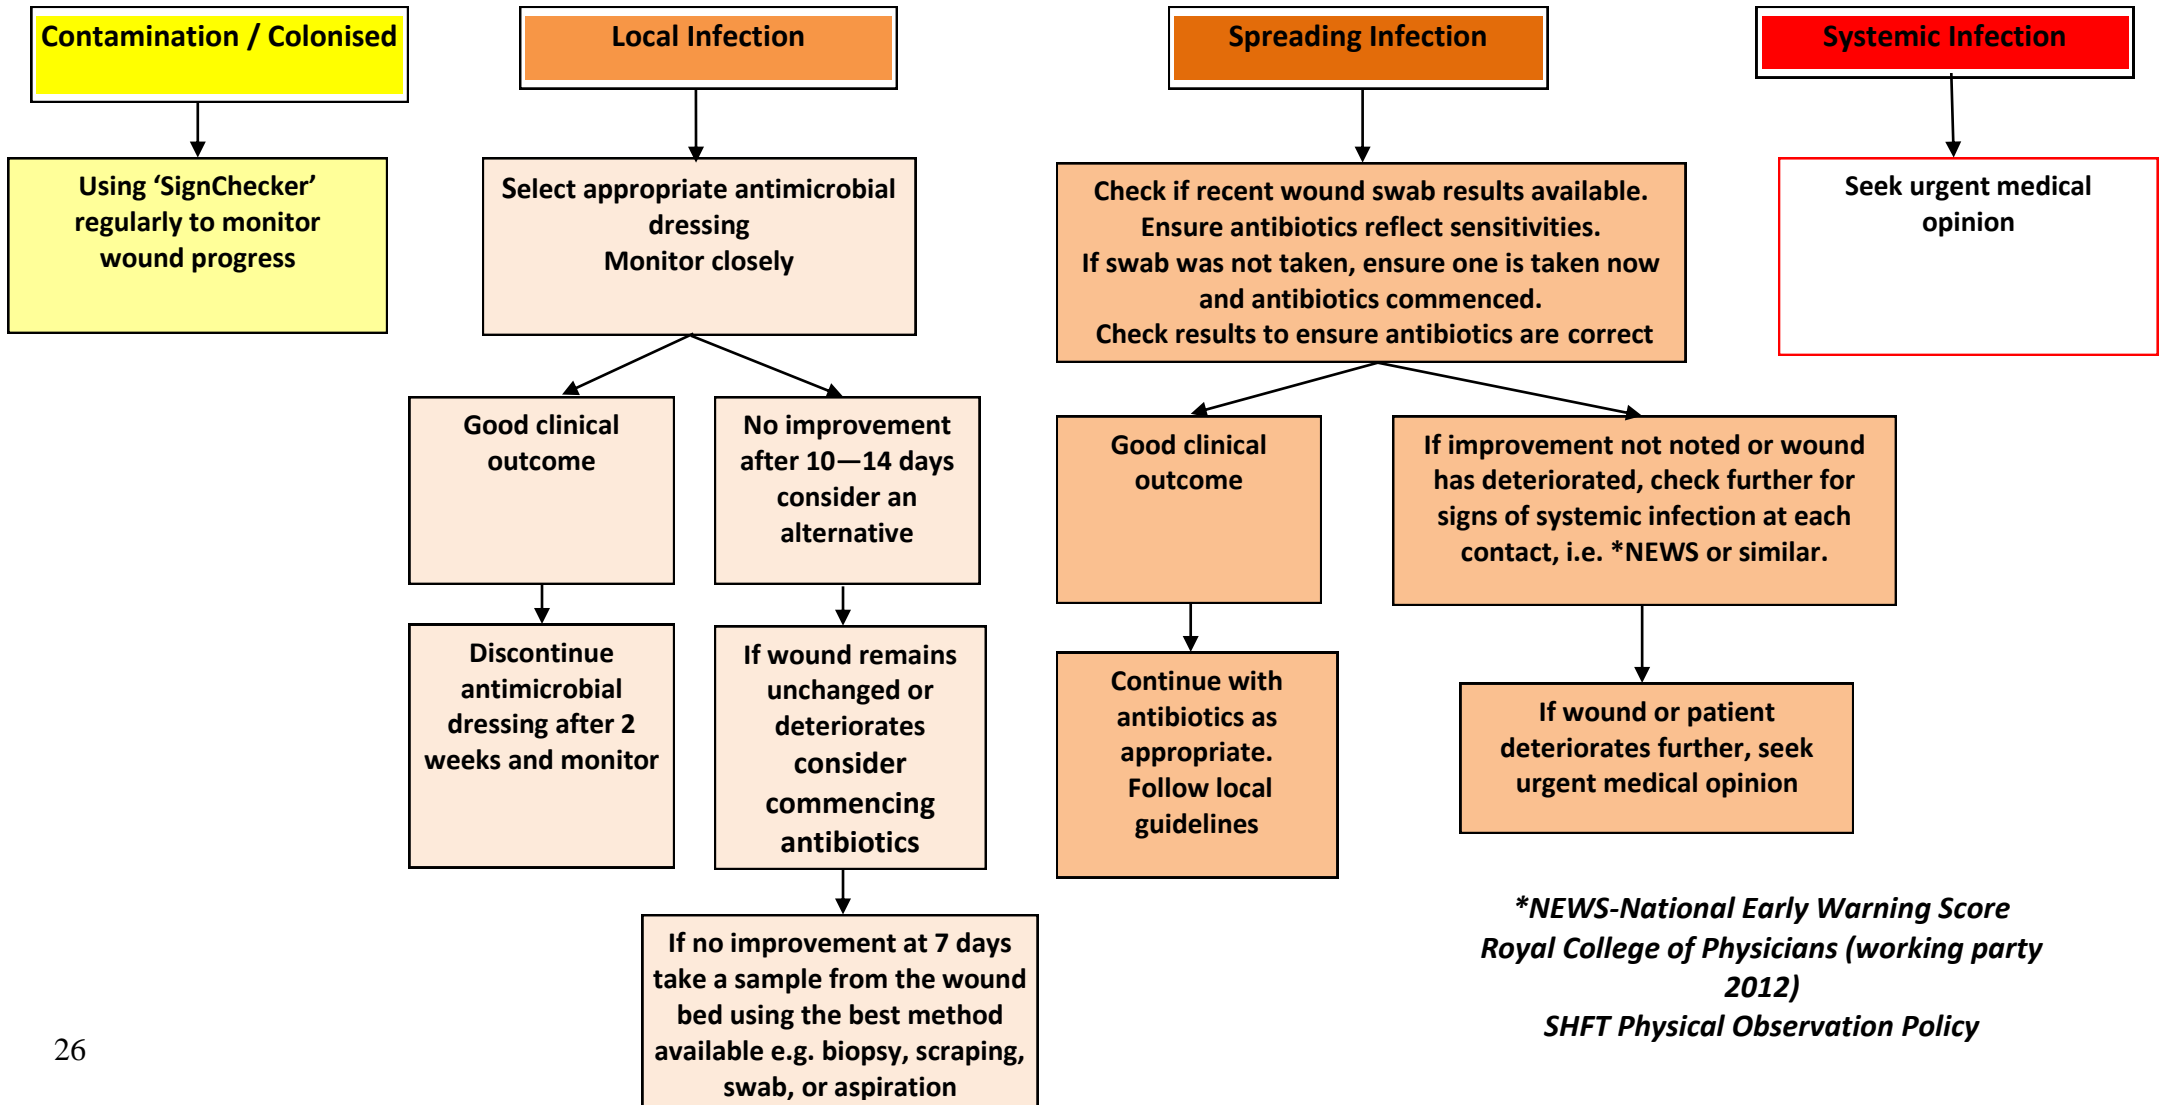 Contamination / Colonised
Local Infection
Spreading Infection
Systemic Infection
Using ‘SignChecker’
regularly to monitor
wound progress
Select appropriate antimicrobial
dressing
Monitor closely
Check if recent wound swab results available.
Ensure antibiotics reflect sensitivities.
If swab was not taken, ensure one is taken now
and antibiotics commenced.
Check results to ensure antibiotics are correct
Seek urgent medical
opinion
Good clinical
outcome
No improvement
after 10—14 days
consider an
alternative
Good clinical
outcome
If improvement not noted or wound
has deteriorated, check further for
signs of systemic infection at each
contact, i.e. *NEWS or similar.
Discontinue
antimicrobial
dressing after 2
weeks and monitor
If wound remains
unchanged or
deteriorates
consider
commencing
antibiotics
Continue with
antibiotics as
appropriate.
Follow local
guidelines
If wound or patient
deteriorates further, seek
urgent medical opinion
If no improvement at 7 days
take a sample from the wound
bed using the best method
available e.g. biopsy, scraping,
swab, or aspiration
*NEWS-National Early Warning Score
Royal College of Physicians (working party
2012)
SHFT Physical Observation Policy
26